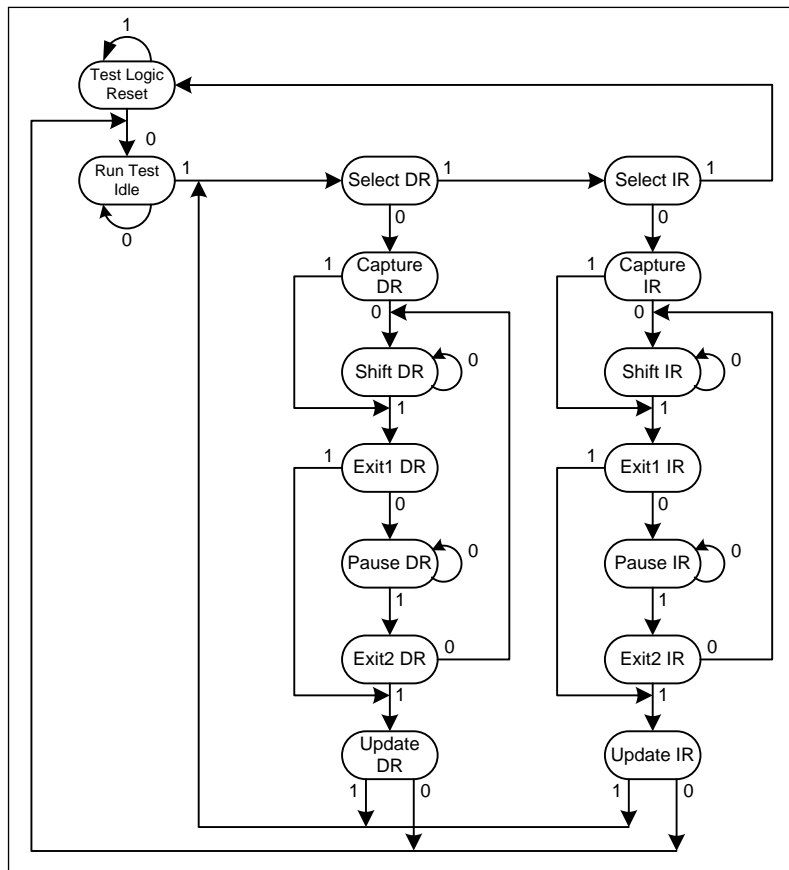 1
Test Logic
Reset
0
Run Test
Idle
1
0
Select DR
1
Select IR
1
0
0
1
Capture
DR
1
Capture
IR
0
0
Shift DR
0
Shift IR
0
1
1
1
Exit1 DR
1
Exit1 IR
0
0
Pause DR
0
Pause IR
0
1
1
Exit2 DR
0
Exit2 IR
0
1
1
Update
DR
Update IR
1
0
1
0